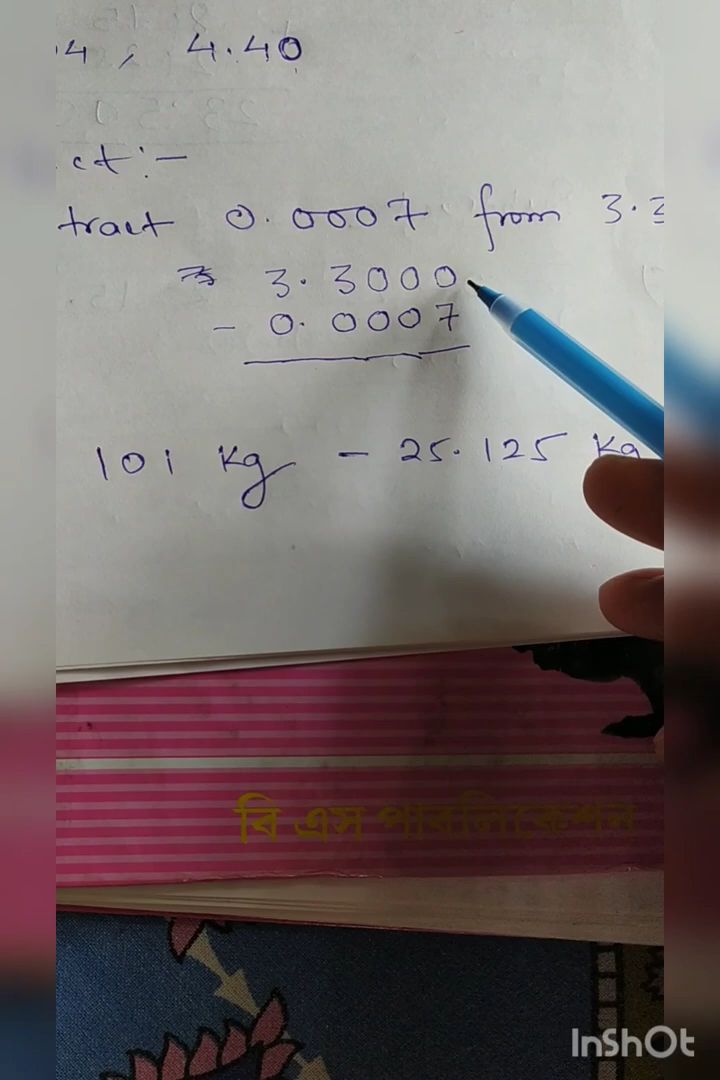 4, 4.40
ct:-
tract 0.0007 from 3.3
3.3000
- 0.0007
101 kg - 25.125 kg
বি এস পাবলিকেশন
InShOt